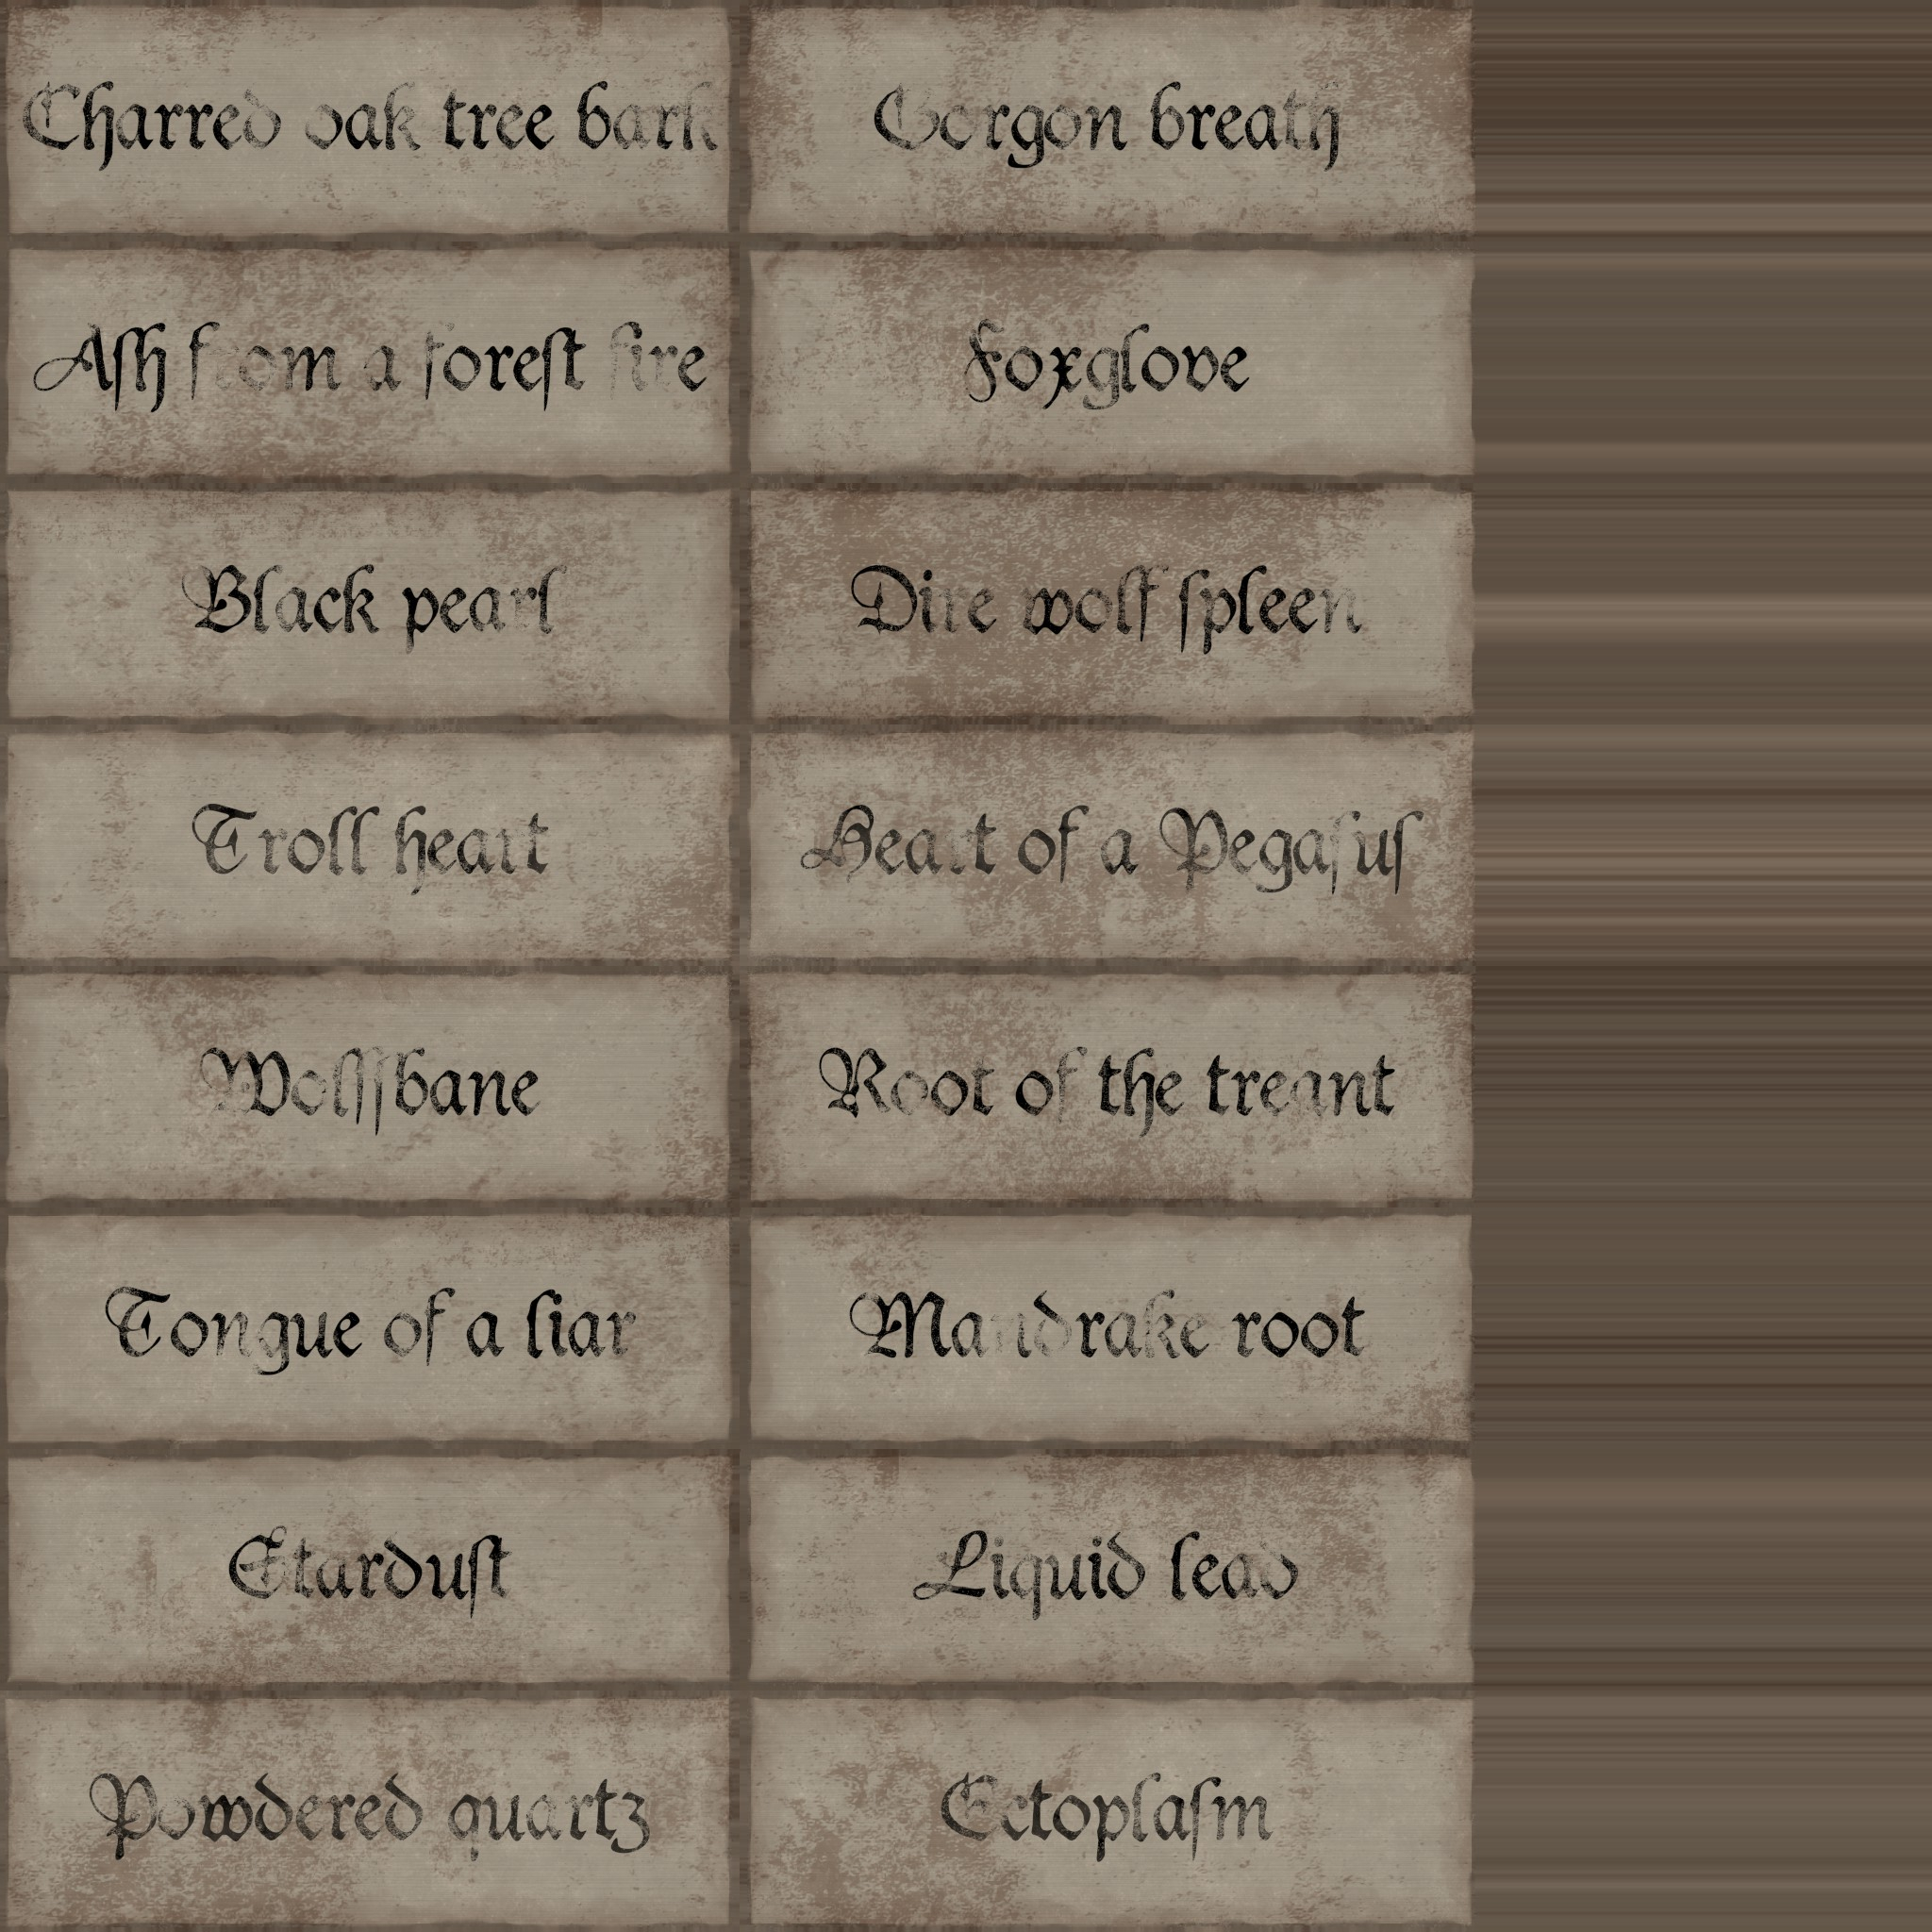 Charred oak tree bark
Gorgon breath
Aſh from a foreſt fire
Foxglove
Black pearl
Dire wolf ſpleen
Troll heart
Heart of a Pegaſuſ
Wolfſbane
Root of the treant
Tongue of a liar
Mandrake root
Starduſt
Liquid lead
Powdered quartz
Ectoplaſm